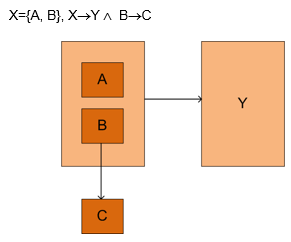 X={A, B}, X→Y ∧ B→C
A
B
Y
C